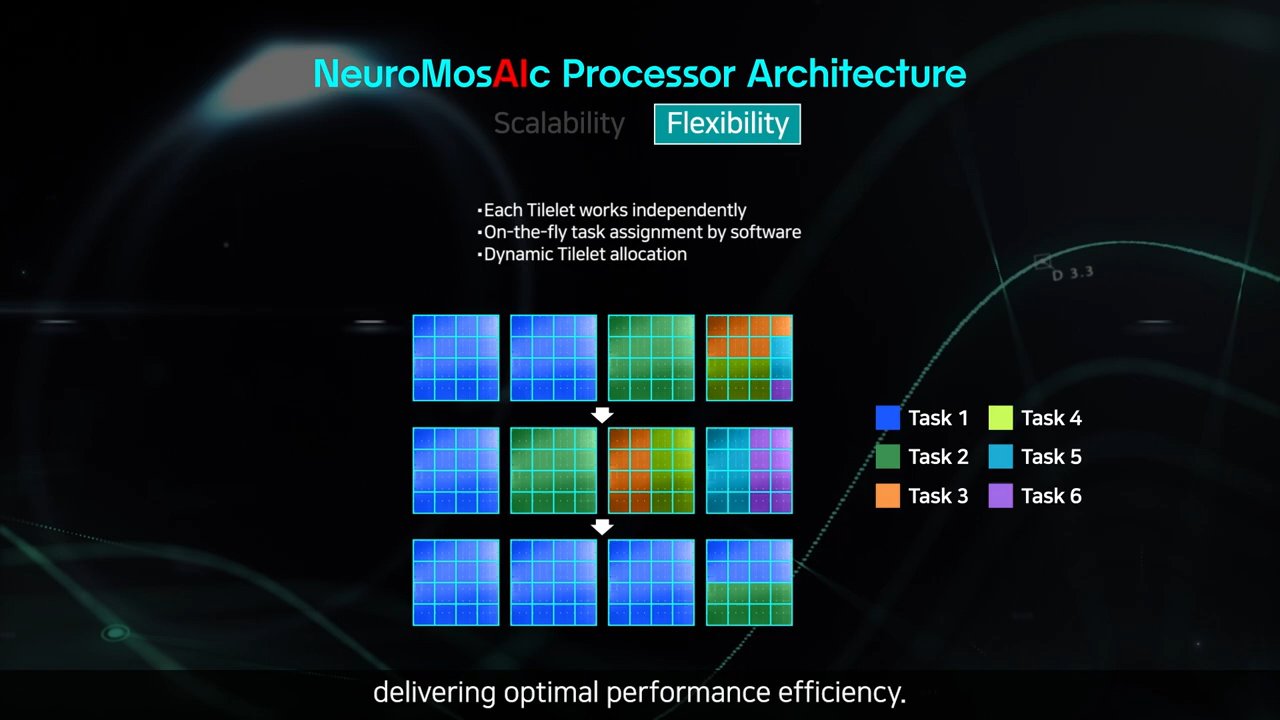 NeuroMosAIc Processor Architecture
Scalability Flexibility
▪Each Tilelet works independently
▪On-the-fly task assignment by software
▪Dynamic Tilelet allocation
D 3.3
Task 1 Task 4
Task 2 Task 5
Task 3 Task 6
delivering optimal performance efficiency.